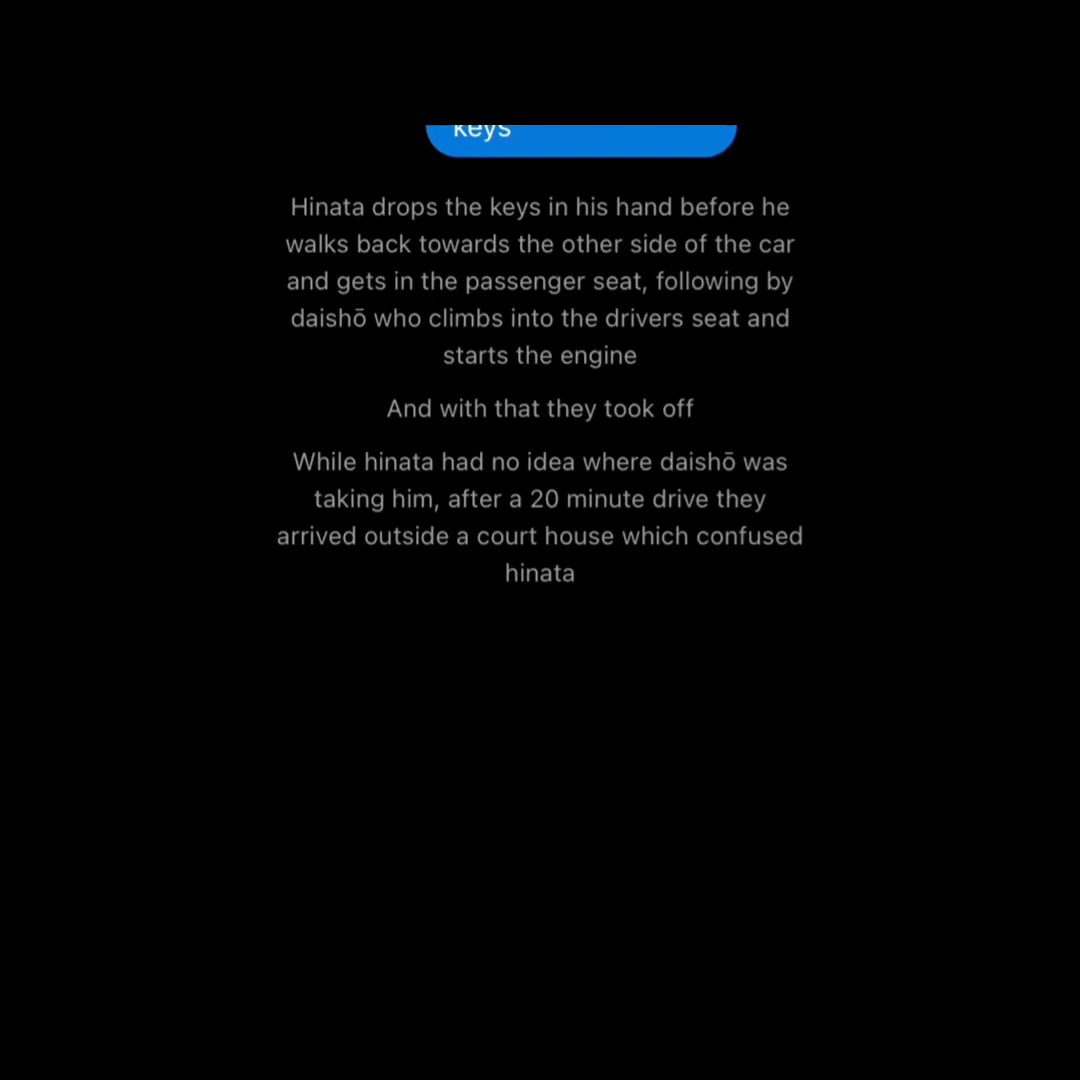 keys
Hinata drops the keys in his hand before he
walks back towards the other side of the car
and gets in the passenger seat, following by
daishō who climbs into the drivers seat and
starts the engine
And with that they took off
While hinata had no idea where daishō was
taking him, after a 20 minute drive they
arrived outside a court house which confused
hinata